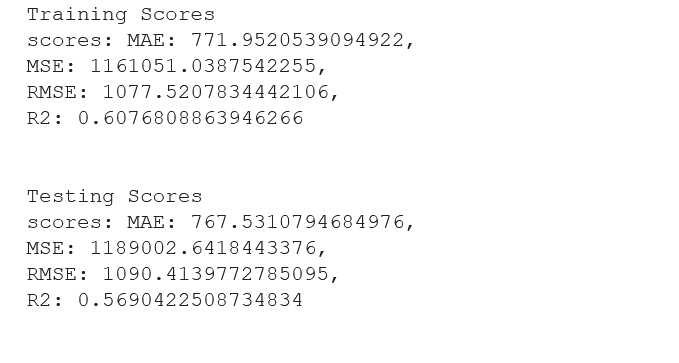 Training Scores
scores: MAE: 771.9520539094922,
MSE: 1161051.0387542255,
RMSE: 1077.5207834442106,
R2: 0.6076808863946266
Testing Scores
scores: MAE: 767.5310794684976,
MSE: 1189002.6418443376,
RMSE: 1090.4139772785095,
R2: 0.5690422508734834